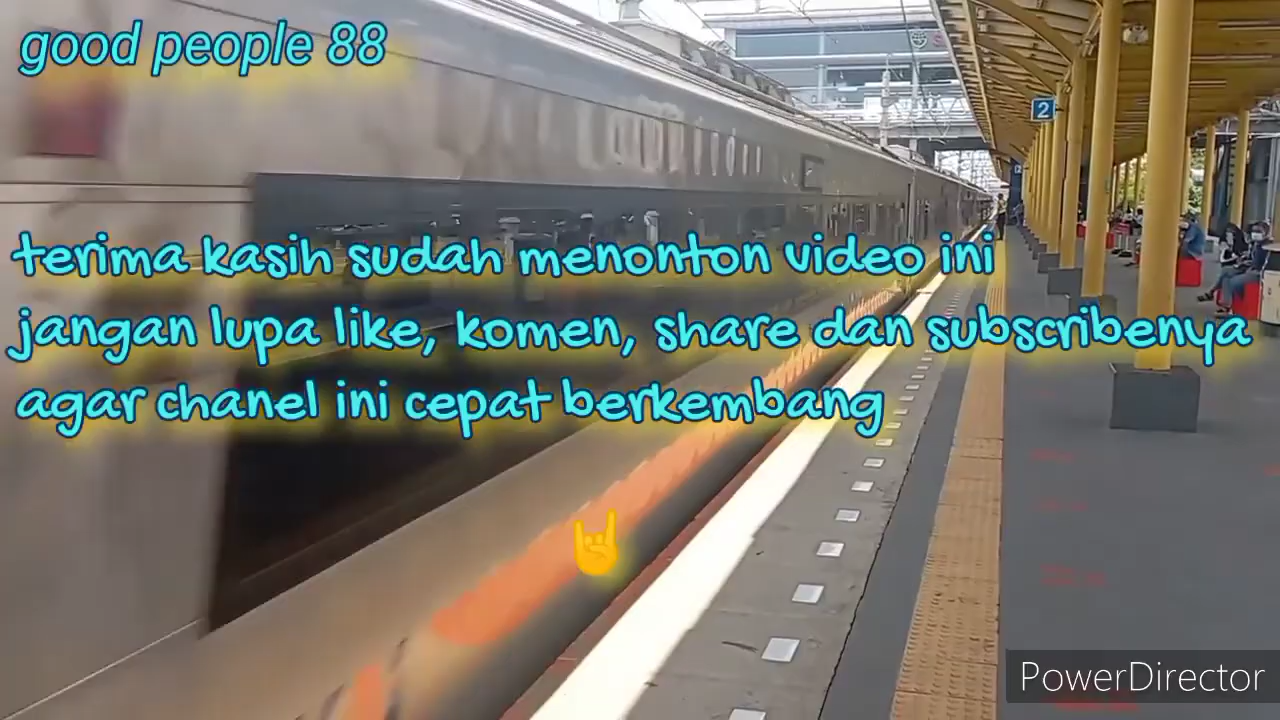 good people 88
2
terima kasih sudah menonton video ini
jangan lupa like, komen, share dan subscribenya
agar chanel ini cepat berkembang
PowerDirector